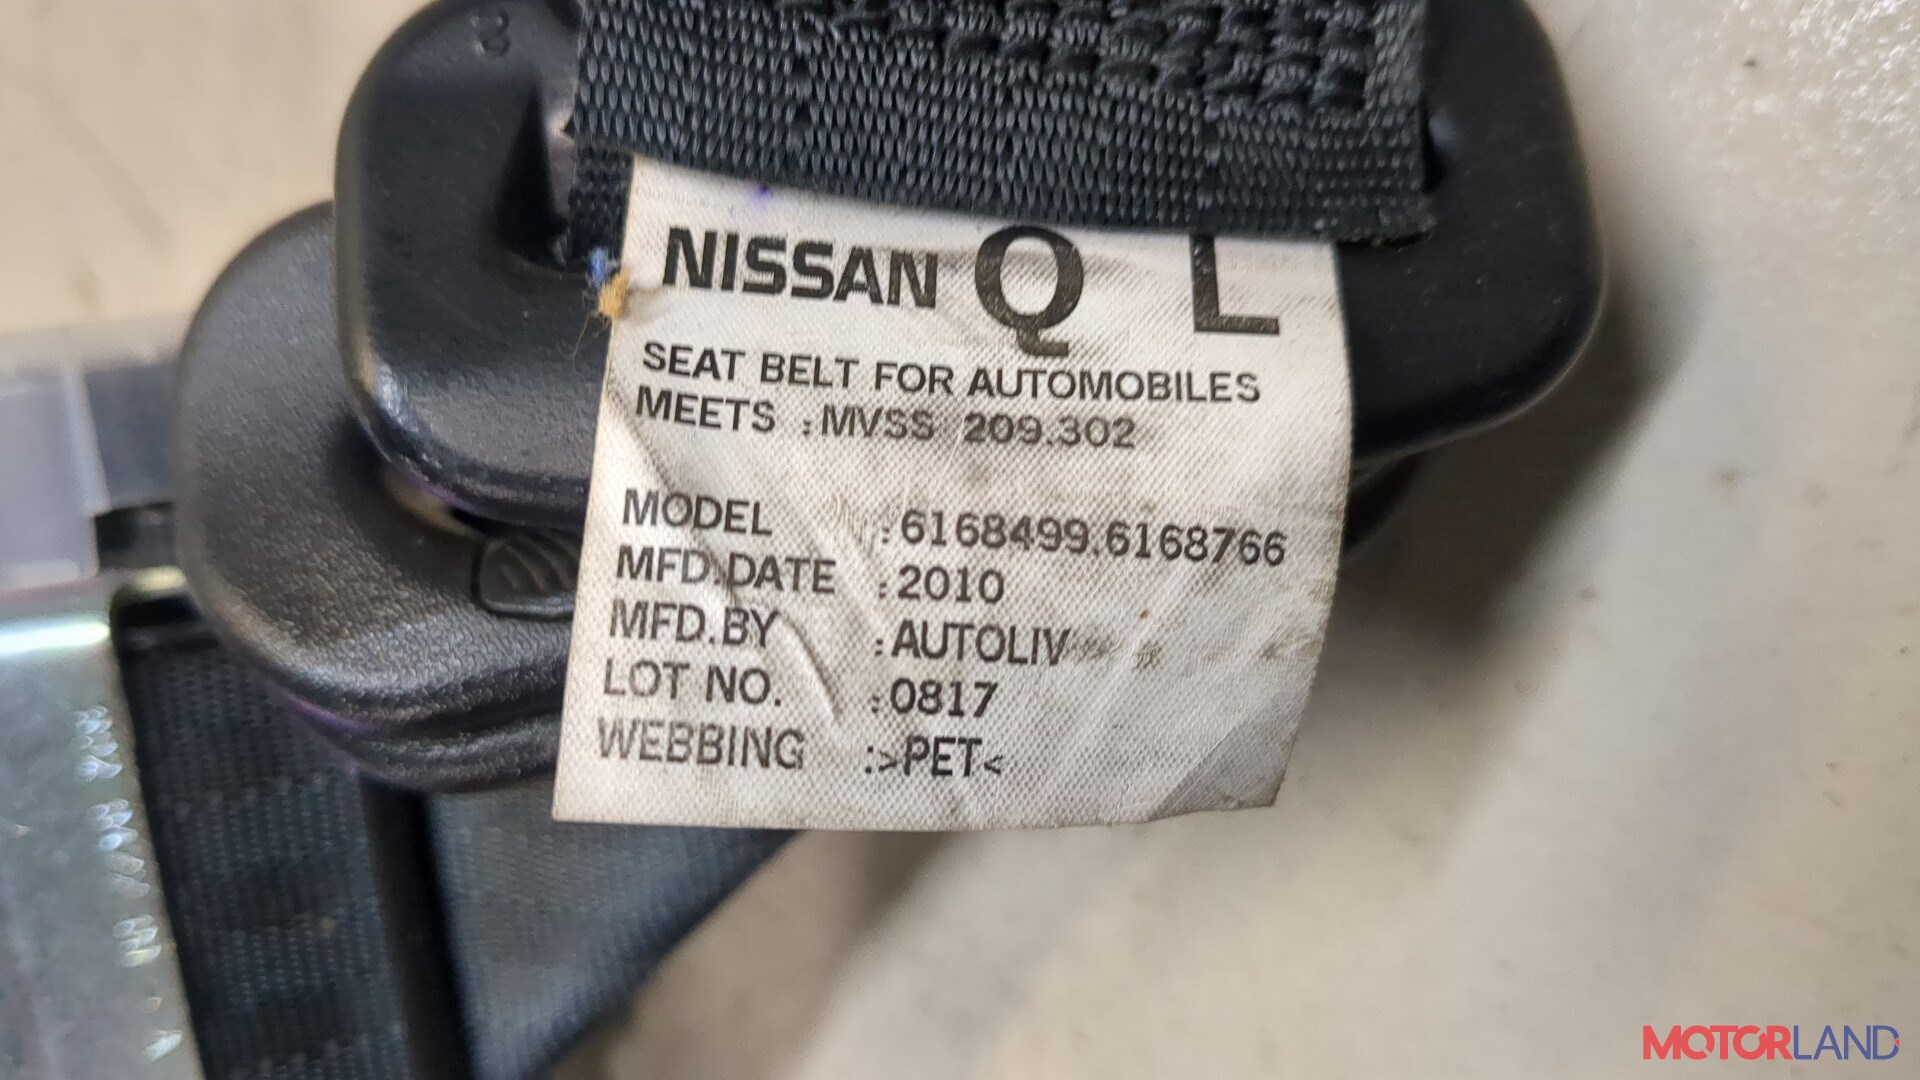 8
NISSAN Q L
SEAT BELT FOR AUTOMOBILES
MEETS :MVSS 209.302
MODEL :6168499.6168766
MFD.DATE :2010
MFD.BY :AUTOLIV
LOT NO. :0817
WEBBING :>PET<
MOTORLAND